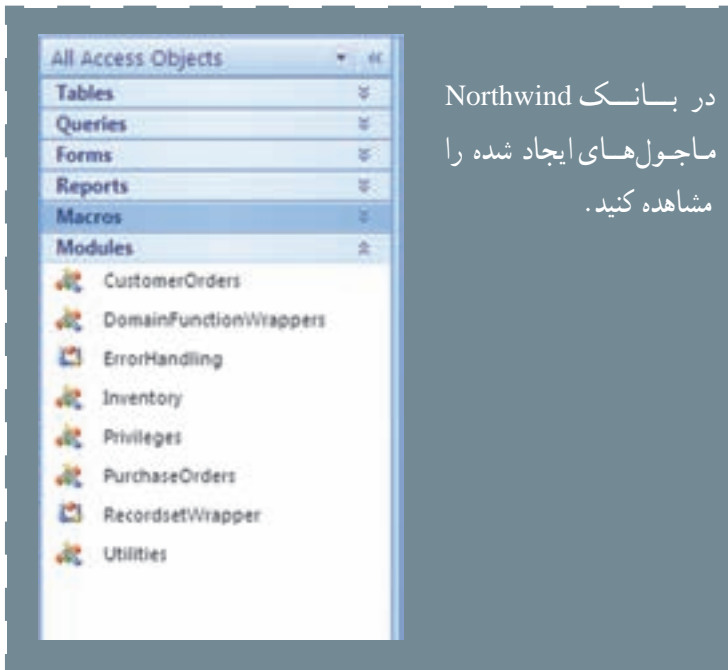 All Access Objects
Tables
Queries
Forms
Reports
Macros
Modules
CustomerOrders
DomainFunctionWrappers
ErrorHandling
Inventory
Privileges
PurchaseOrders
RecordsetWrapper
Utilities
در بانک Northwind
ماجول‌های ایجاد شده را
مشاهده کنید.